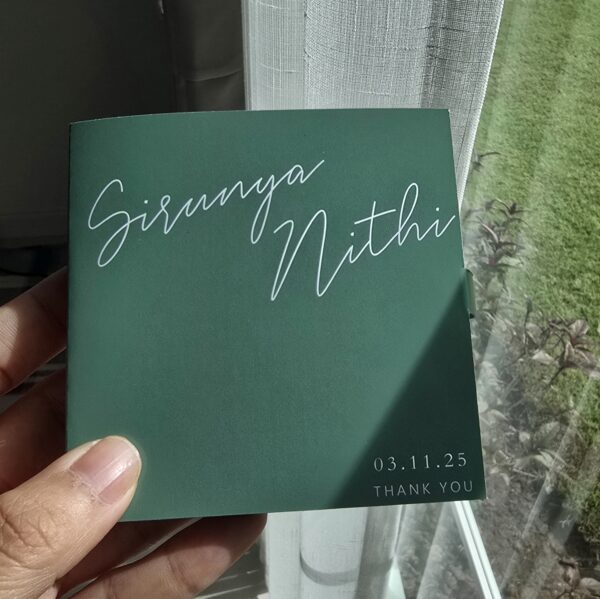 Sirunya
Nithi
03.11.25
THANK YOU